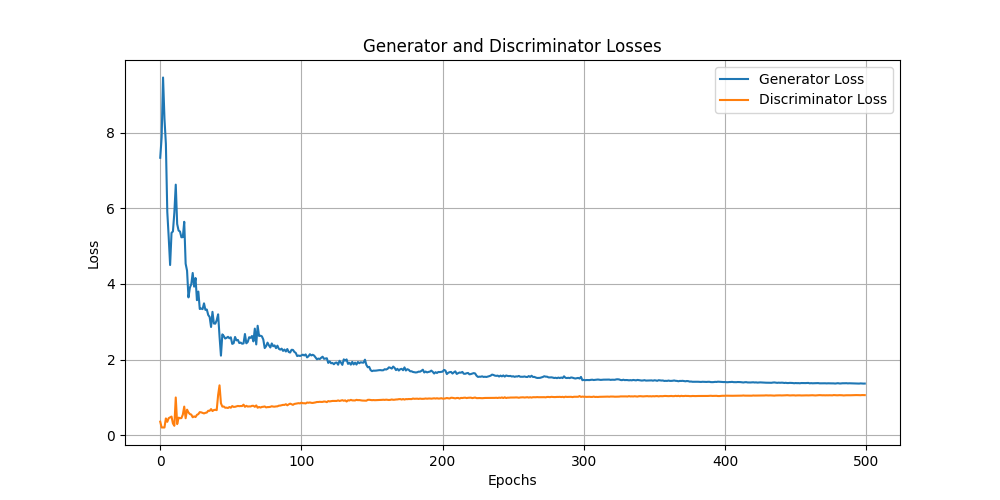 Generator and Discriminator Losses
Generator Loss
Discriminator Loss
Loss
8
6
4
2
0
0 100 200 300 400 500
Epochs